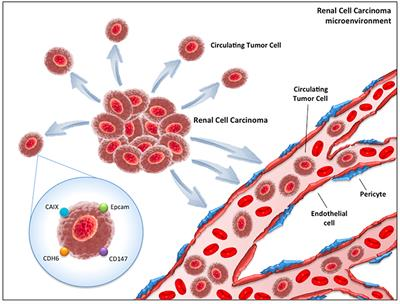 Renal Cell Carcinoma
microenvironment
Circulating Tumor Cell
Circulating
Tumor Cell
Renal Cell Carcinoma
Pericyte
Endothelial
cell
CAIX
Epcam
CDH6
CD147